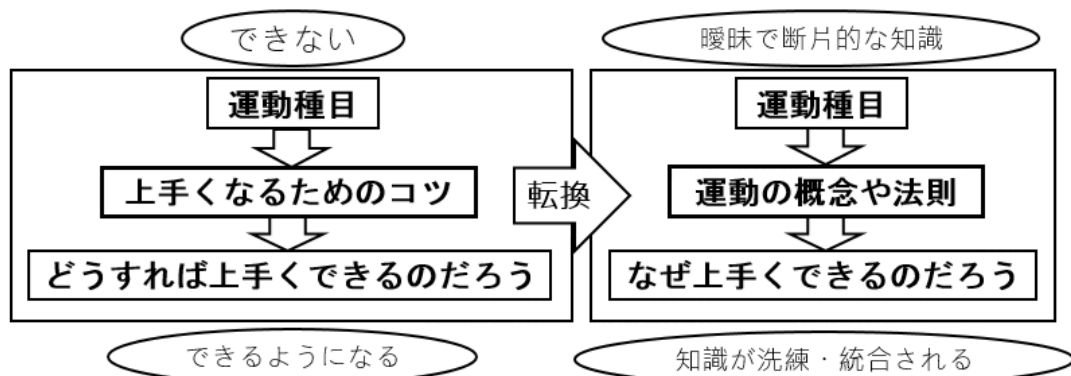 できない
運動種目
上手くなるためのコツ
どうすれば上手くできるのだろう
できるようになる
転換
曖昧で断片的な知識
運動種目
運動の概念や法則
なぜ上手くできるのだろう
知識が洗練・統合される